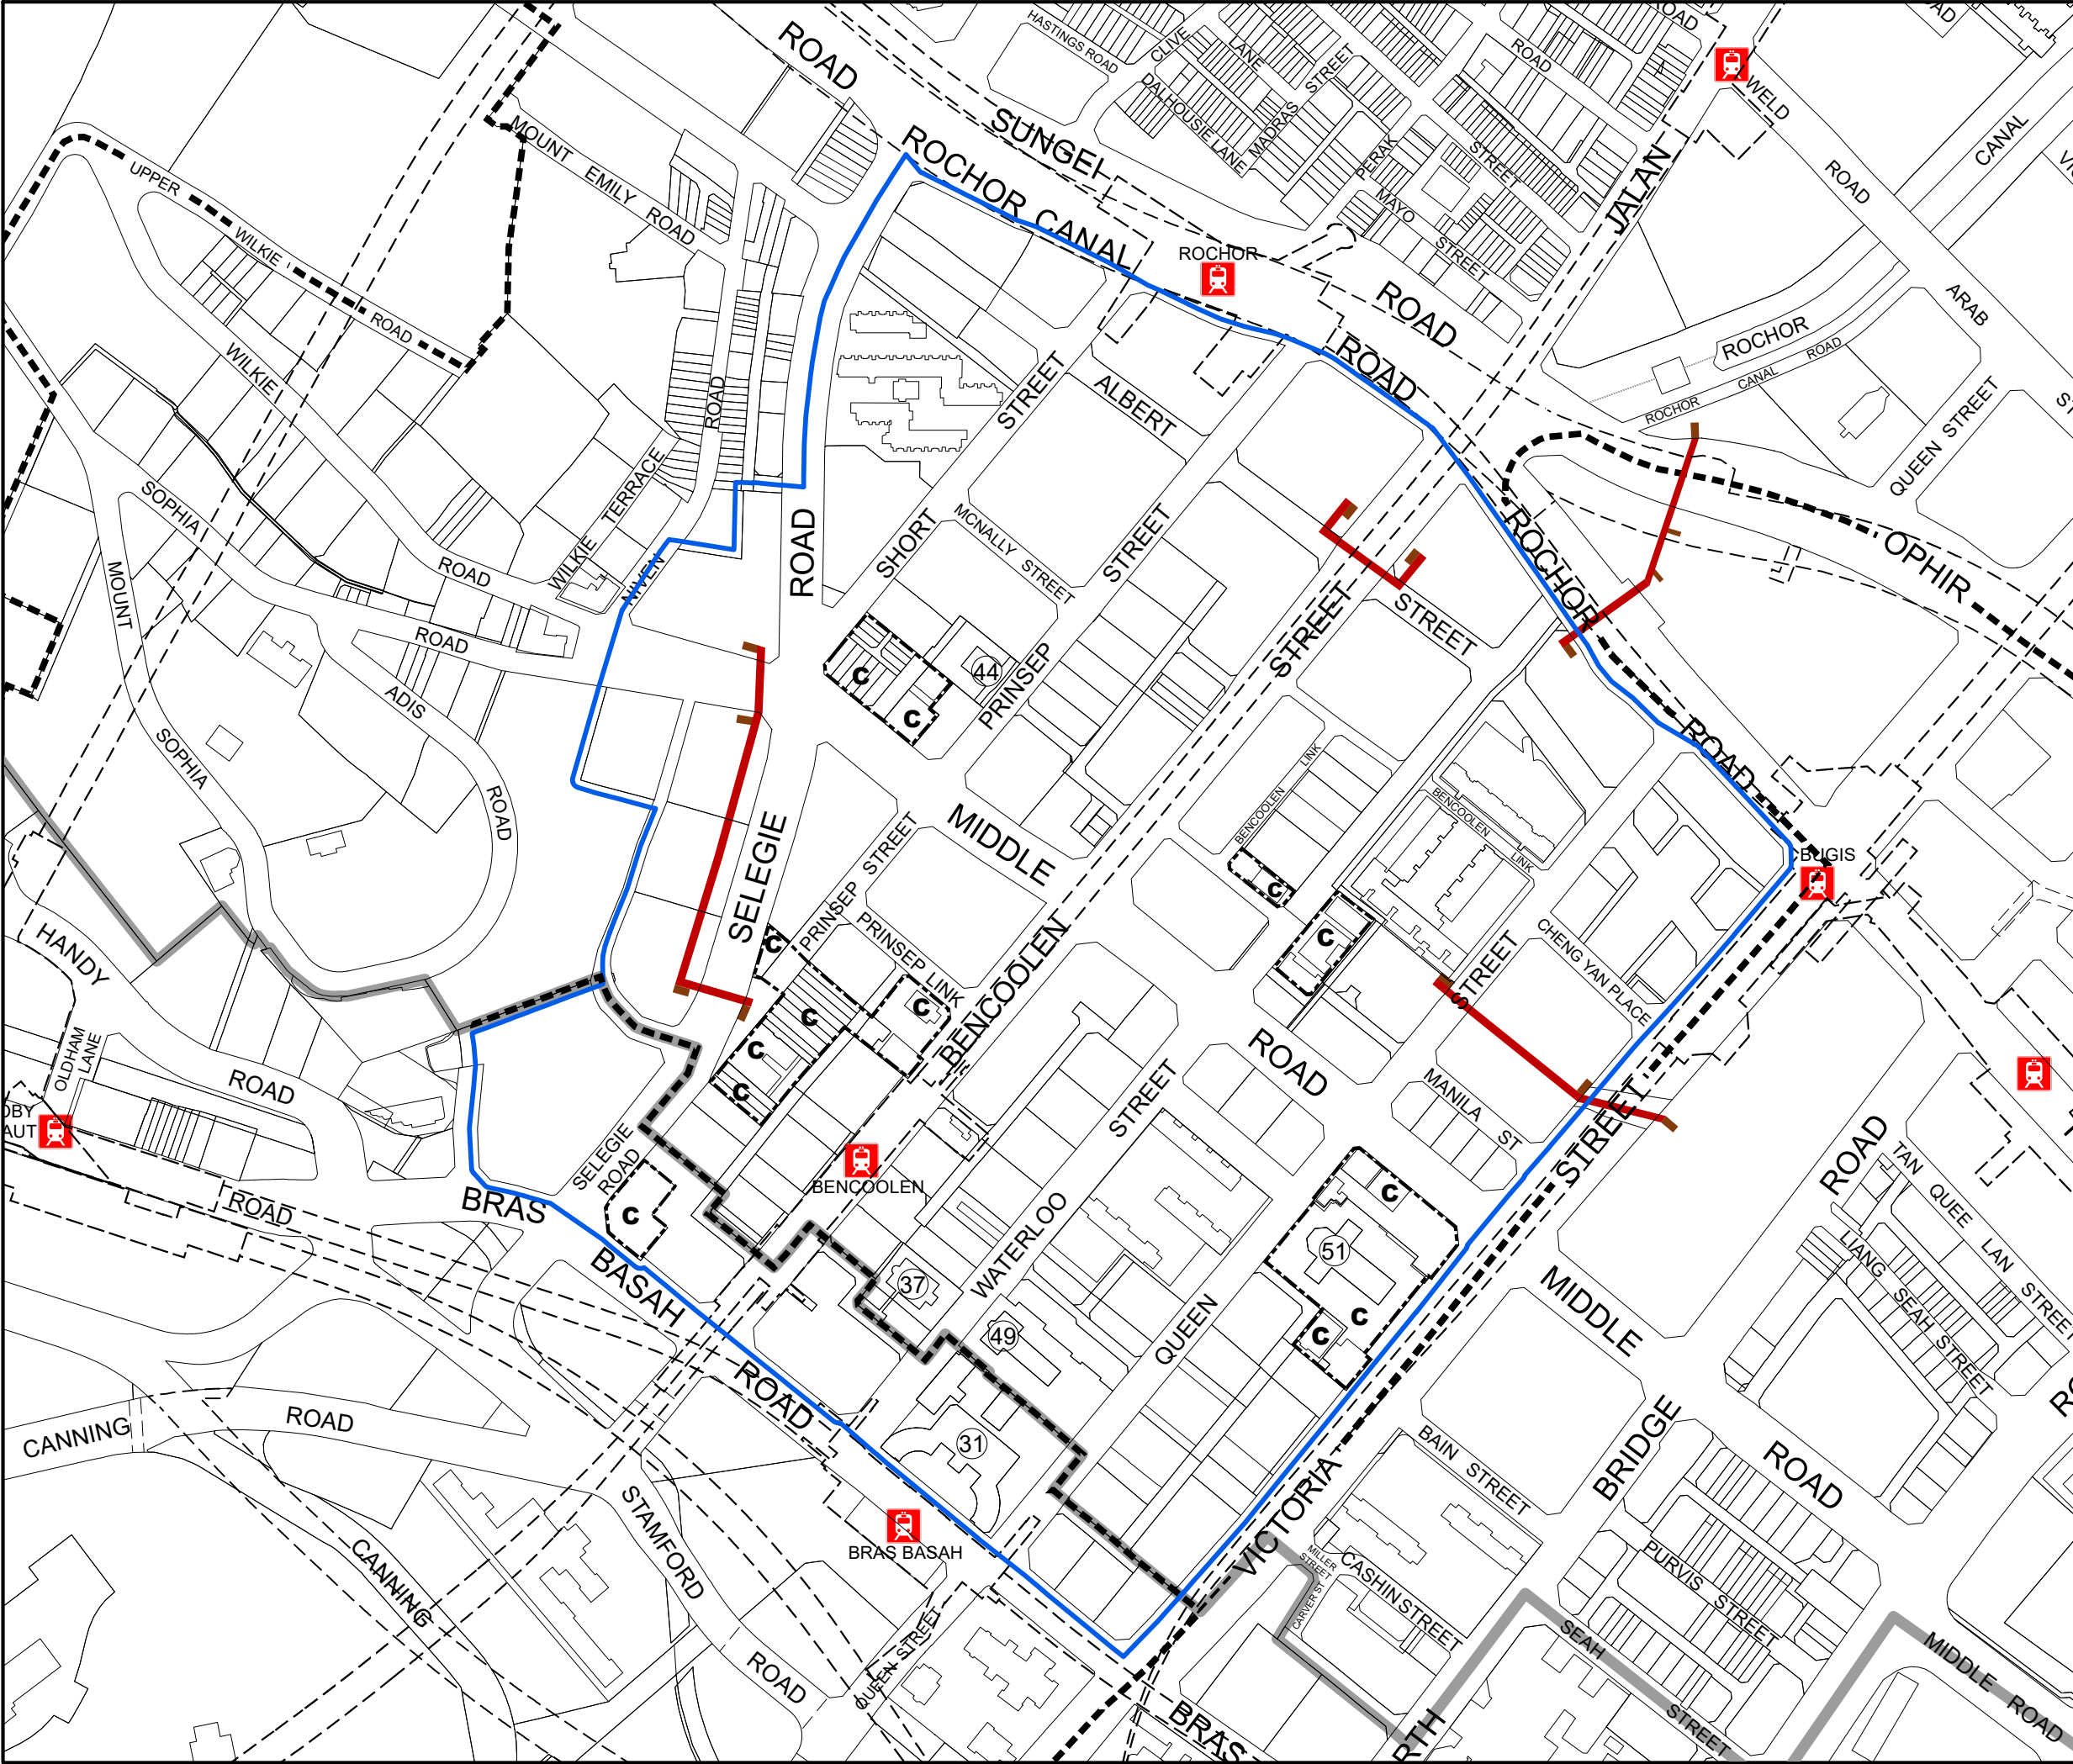 ROAD
HASTINGS ROAD
CLIVE
LANE
STREET
ROAD
ROAD
WELD
ROAD
CANAL
DALHOUSIE LANE
MADRAS
SUNGEI
ROCHOR CANAL
PERAK
STREET
MAYO
STREET
JALAN
UPPER
WILKIE
ROAD
MOUNT
EMILY
ROAD
ROCHOR
ROAD
ARAB
ROCHOR
CANAL
ROAD
ROCHOR
QUEEN STREET
WILKIE
ROAD
STREET
ALBERT
ROAD
SOPHIA
ROAD
WILKIE TERRACE
NIVEN
ROAD
SHORT
MCNALLY STREET
STREET
ROCHOR
OPHIR
MOUNT
ROAD
ADIS
STREET
STREET
44
PRINSEP
C
C
SOPHIA
ROAD
SELEGIE
MIDDLE
BENCOOLEN
LINK
BENCOOLEN
LINK
ROAD
BUGIS
PRINSEP STREET
PRINSEP LINK
C
C
C
C
C
C
C
BENCOOLEN
STREET
CHENG YAN PLACE
HANDY
ROAD
OLDHAM
LANE
ROAD
MANILA ST
STREET
SELEGIE
ROAD
BENCOOLEN
STREET
WATERLOO
C
C
51
C
C
ROAD
TAN QUEE LAN STREET
LIANG SEAH STREET
BRAS
BASAH
ROAD
ROAD
37
49
31
QUEEN
MIDDLE
ROAD
CANNING
ROAD
CANNING
STAMFORD
ROAD
BRAS BASAH
QUEEN STREET
VICTORIA
BAIN STREET
BRIDGE
MILLER
STREET
CARVER ST
CASHIN STREET
PURVIS STREET
SEAH
STREET
MIDDLE ROAD
BRAS